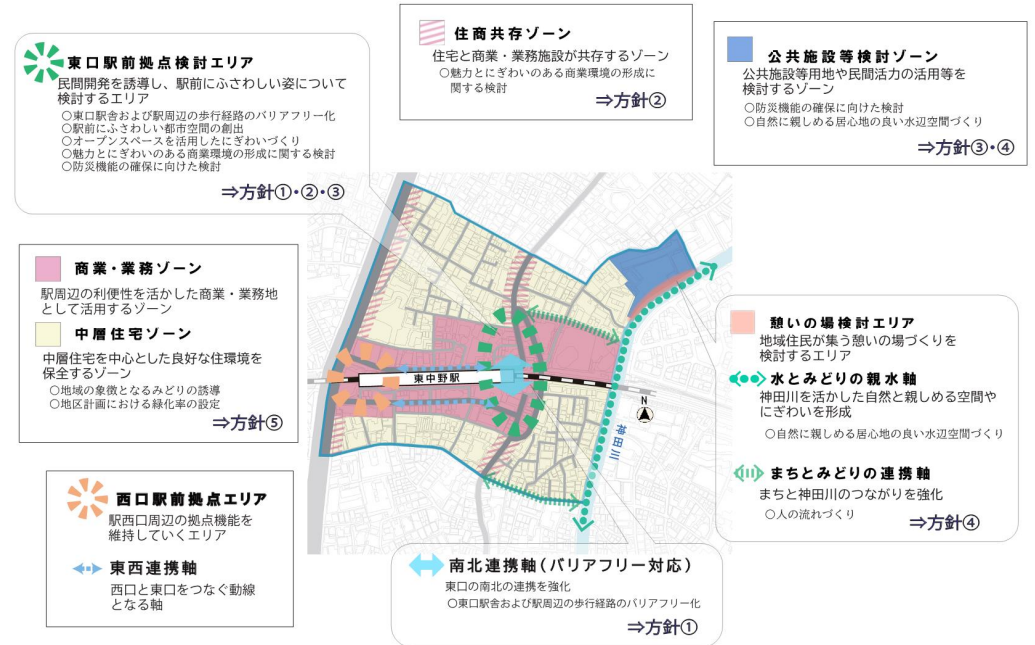 東口駅前拠点検討エリア
民間開発を誘導し、駅前にふさわしい姿について
検討するエリア
○東口駅舎および駅周辺の歩行経路のバリアフリー化
○駅前にふさわしい都市空間の創出
○オープンスペースを活用したにぎわいづくり
○魅力とにぎわいのある商業環境の形成に関する検討
○防災機能の確保に向けた検討
⇒方針①・②・③
住商共存ゾーン
住宅と商業・業務施設が共存するゾーン
○魅力とにぎわいのある商業環境の形成に
関する検討
⇒方針②
公共施設等検討ゾーン
公共施設等用地や民間活力の活用等を
検討するゾーン
○防災機能の確保に向けた検討
○自然に親しめる居心地の良い水辺空間づくり
⇒方針③・④
商業・業務ゾーン
駅周辺の利便性を活かした商業・業務地
として活用するゾーン
中層住宅ゾーン
中層住宅を中心とした良好な住環境を
保全するゾーン
○地域の象徴となるみどりの誘導
○地区計画における緑化率の設定
⇒方針⑤
東中野駅
N
神田川
憩いの場検討エリア
地域住民が集う憩いの場づくりを
検討するエリア
水とみどりの親水軸
神田川を活かした自然と親しめる空間や
にぎわいを形成
○自然に親しめる居心地の良い水辺空間づくり
まちとみどりの連携軸
まちと神田川のつながりを強化
○人の流れづくり
⇒方針④
西口駅前拠点エリア
駅西口周辺の拠点機能を
維持していくエリア
東西連携軸
西口と東口をつなぐ動線
となる軸
南北連携軸(バリアフリー対応)
東口の南北の連携を強化
○東口駅舎および駅周辺の歩行経路のバリアフリー化
⇒方針①